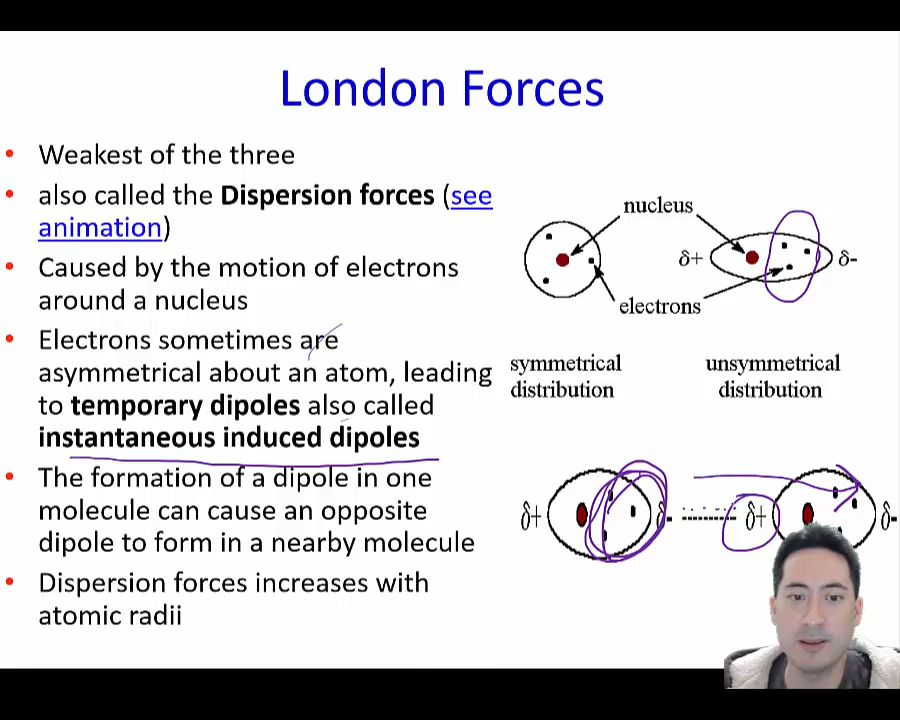 London Forces
• Weakest of the three
• also called the Dispersion forces (see
animation)
• Caused by the motion of electrons
around a nucleus
• Electrons sometimes are
asymmetrical about an atom, leading
to temporary dipoles also called
instantaneous induced dipoles
• The formation of a dipole in one
molecule can cause an opposite
dipole to form in a nearby molecule
• Dispersion forces increases with
atomic radii
nucleus
δ+ δ-
electrons
symmetrical unsymmetrical
distribution distribution
δ+ δ- δ+ δ-